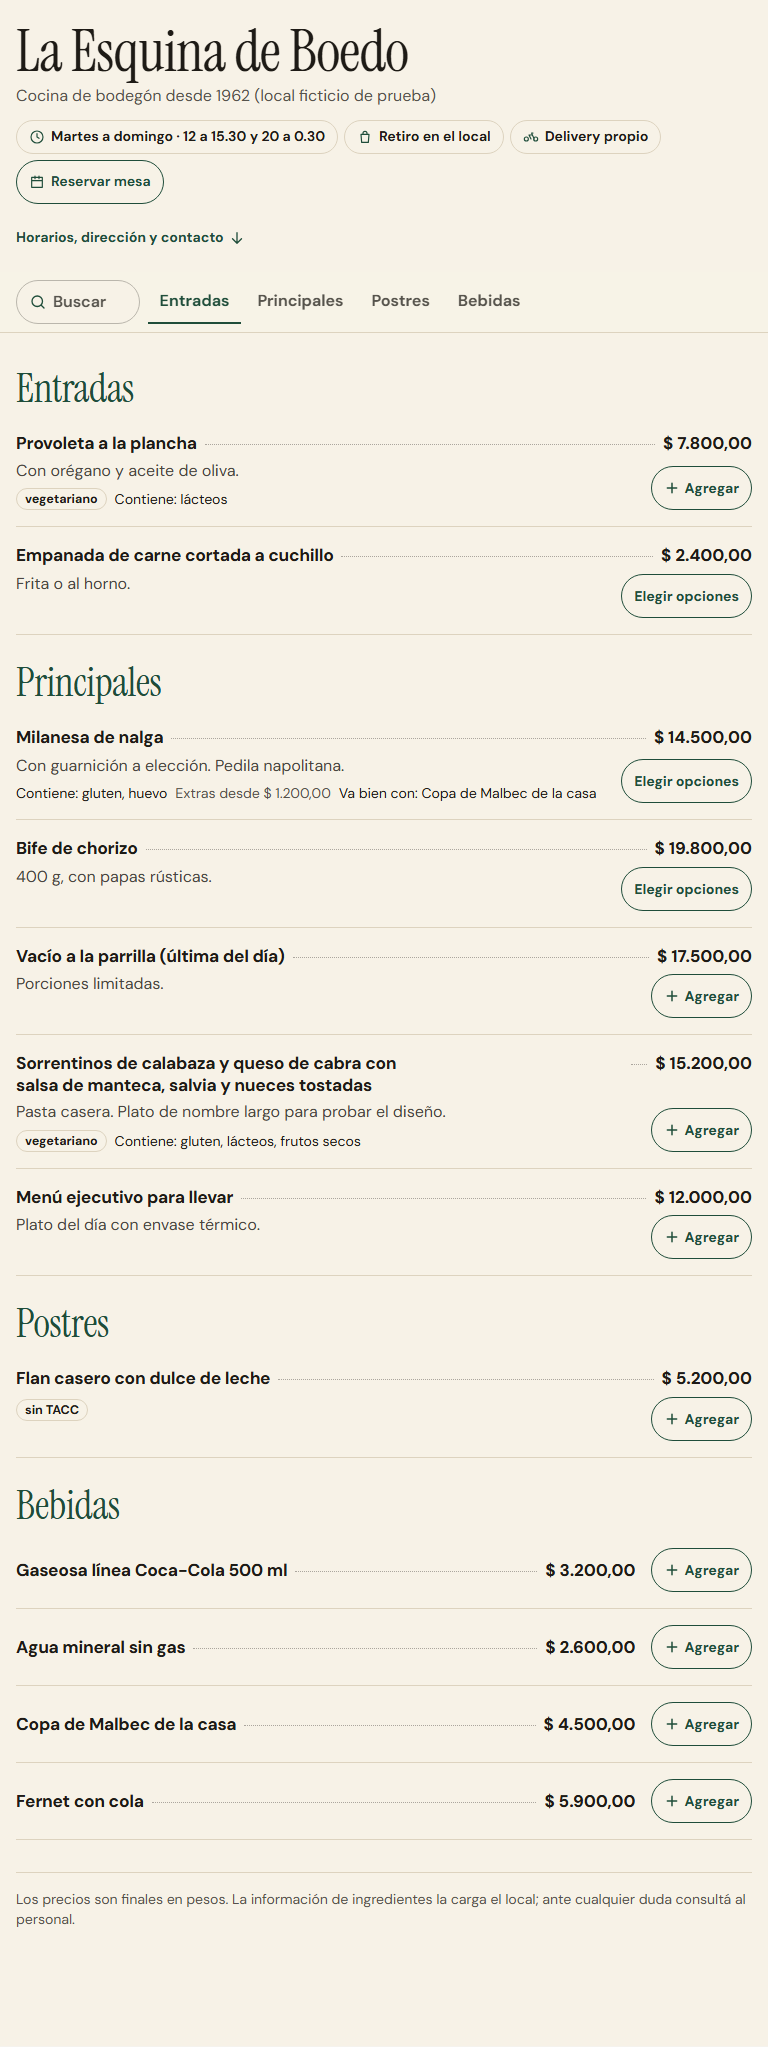 La Esquina de Boedo
Cocina de bodegón desde 1962 (local ficticio de prueba)
Martes a domingo · 12 a 15.30 y 20 a 0.30
Retiro en el local
Delivery propio
Reservar mesa
Horarios, dirección y contacto ↓
Buscar
Entradas
Principales
Postres
Bebidas
Entradas
Provoleta a la plancha $ 7.800,00
Con orégano y aceite de oliva.
vegetariano Contiene: lácteos
+ Agregar
Empanada de carne cortada a cuchillo $ 2.400,00
Frita o al horno.
Elegir opciones
Principales
Milanesa de nalga $ 14.500,00
Con guarnición a elección. Pedila napolitana.
Contiene: gluten, huevo Extras desde $ 1.200,00 Va bien con: Copa de Malbec de la casa
Elegir opciones
Bife de chorizo $ 19.800,00
400 g, con papas rústicas.
Elegir opciones
Vacío a la parrilla (última del día) $ 17.500,00
Porciones limitadas.
+ Agregar
Sorrentinos de calabaza y queso de cabra con $ 15.200,00
salsa de manteca, salvia y nueces tostadas
Pasta casera. Plato de nombre largo para probar el diseño.
vegetariano Contiene: gluten, lácteos, frutos secos
+ Agregar
Menú ejecutivo para llevar $ 12.000,00
Plato del día con envase térmico.
+ Agregar
Postres
Flan casero con dulce de leche $ 5.200,00
sin TACC
+ Agregar
Bebidas
Gaseosa línea Coca-Cola 500 ml $ 3.200,00 + Agregar
Agua mineral sin gas $ 2.600,00 + Agregar
Copa de Malbec de la casa $ 4.500,00 + Agregar
Fernet con cola $ 5.900,00 + Agregar
Los precios son finales en pesos. La información de ingredientes la carga el local; ante cualquier duda consultá al
personal.